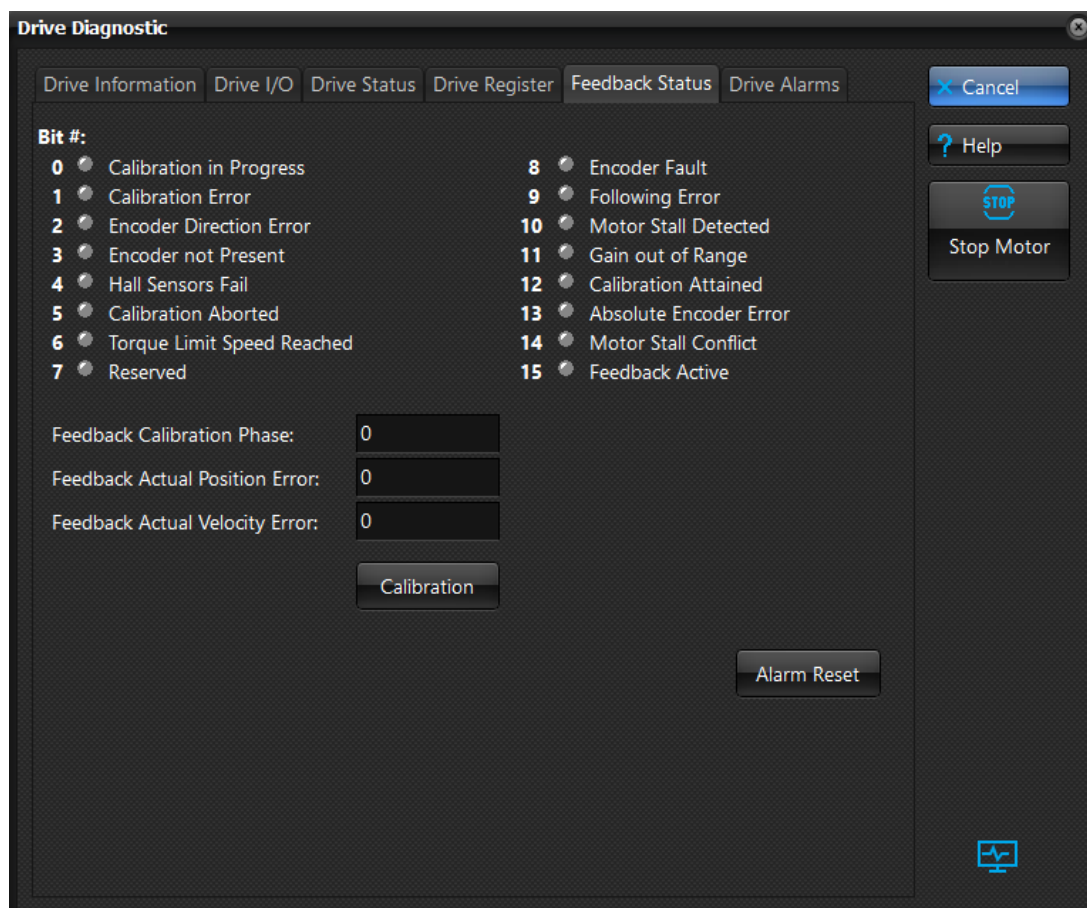 Drive Diagnostic
Drive Information Drive I/O Drive Status Drive Register Feedback Status Drive Alarms
Cancel
? Help
STOP
Stop Motor
Bit #:
0 Calibration in Progress
1 Calibration Error
2 Encoder Direction Error
3 Encoder not Present
4 Hall Sensors Fail
5 Calibration Aborted
6 Torque Limit Speed Reached
7 Reserved
8 Encoder Fault
9 Following Error
10 Motor Stall Detected
11 Gain out of Range
12 Calibration Attained
13 Absolute Encoder Error
14 Motor Stall Conflict
15 Feedback Active
Feedback Calibration Phase: 0
Feedback Actual Position Error: 0
Feedback Actual Velocity Error: 0
Calibration
Alarm Reset